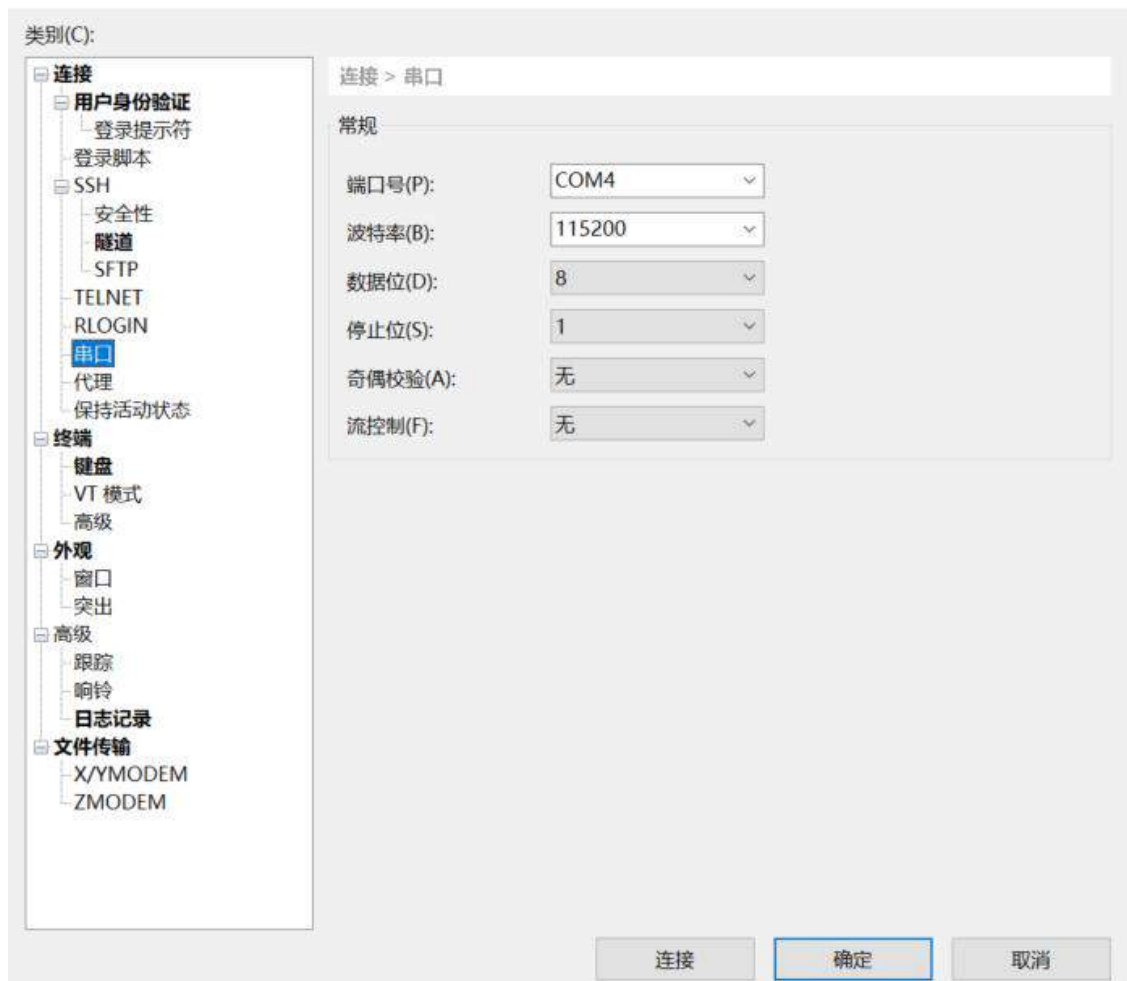 类别(C):
连接
用户身份验证
登录提示符
登录脚本
SSH
安全性
隧道
SFTP
TELNET
RLOGIN
串口
代理
保持活动状态
终端
键盘
VT 模式
高级
外观
窗口
突出
高级
跟踪
响铃
日志记录
文件传输
X/YMODEM
ZMODEM
连接 > 串口
常规
端口号(P): COM4
波特率(B): 115200
数据位(D): 8
停止位(S): 1
奇偶校验(A): 无
流控制(F): 无
连接 确定 取消